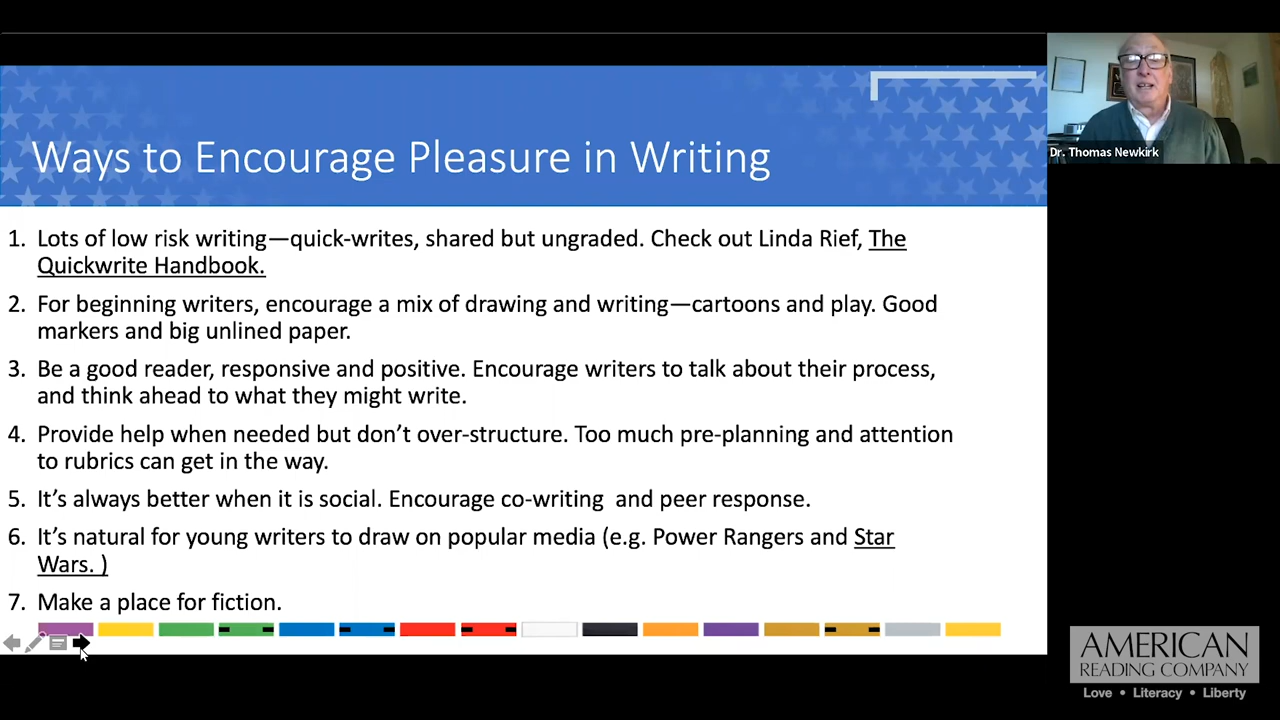 Ways to Encourage Pleasure in Writing
Dr. Thomas Newkirk
1. Lots of low risk writing—quick-writes, shared but ungraded. Check out Linda Rief, The
Quickwrite Handbook.
2. For beginning writers, encourage a mix of drawing and writing—cartoons and play. Good
markers and big unlined paper.
3. Be a good reader, responsive and positive. Encourage writers to talk about their process,
and think ahead to what they might write.
4. Provide help when needed but don’t over-structure. Too much pre-planning and attention
to rubrics can get in the way.
5. It’s always better when it is social. Encourage co-writing  and peer response.
6. It’s natural for young writers to draw on popular media (e.g. Power Rangers and Star
Wars. )
7. Make a place for fiction.
AMERICAN
READING COMPANY
Love • Literacy • Liberty